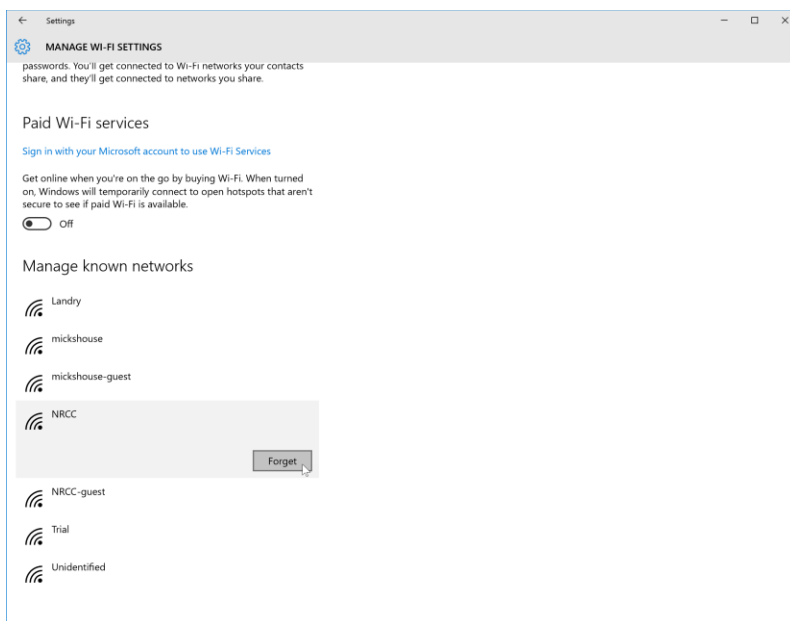 Settings
MANAGE WI-FI SETTINGS
passwords. You'll get connected to Wi-Fi networks your contacts
share, and they'll get connected to networks you share.
Paid Wi-Fi services
Sign in with your Microsoft account to use Wi-Fi Services
Get online when you're on the go by buying Wi-Fi. When turned
on, Windows will temporarily connect to open hotspots that aren't
secure to see if paid Wi-Fi is available.
Off
Manage known networks
Landry
mickshouse
mickshouse-guest
NRCC
Forget
NRCC-guest
Trial
Unidentified